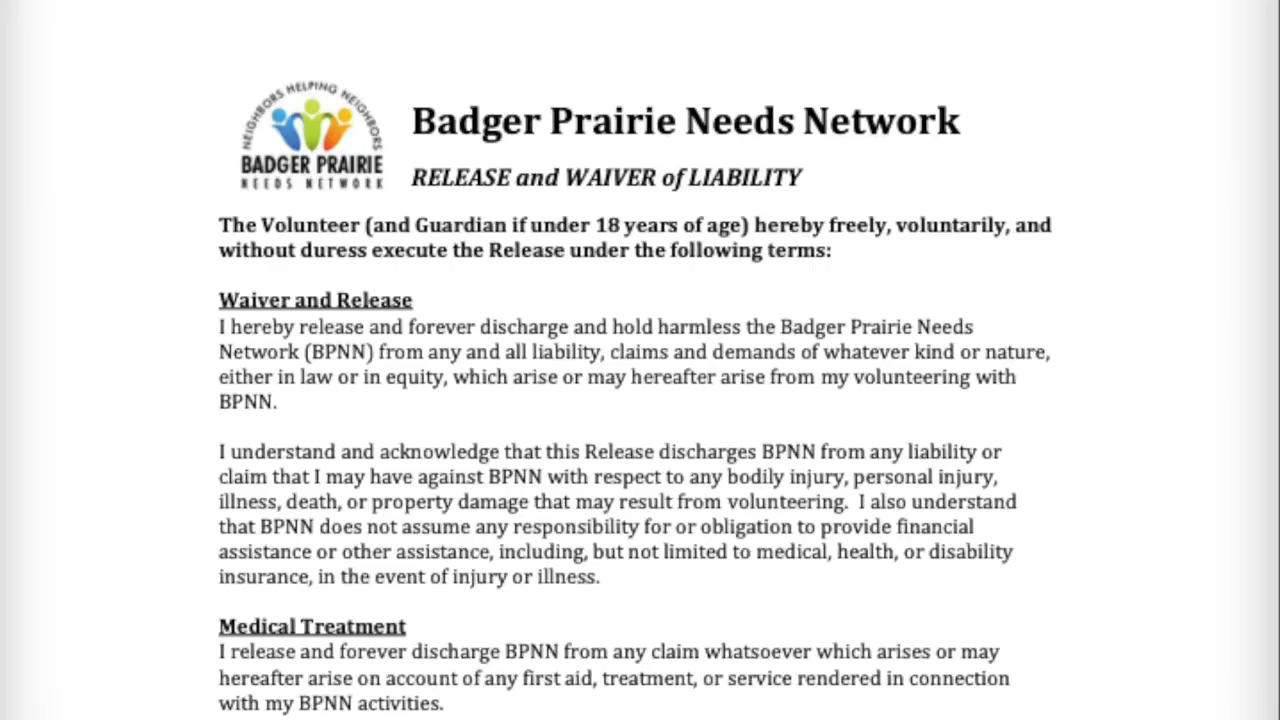 NEIGHBORS HELPING NEIGHBORS
BADGER PRAIRIE
NEEDS NETWORK
Badger Prairie Needs Network
RELEASE and WAIVER of LIABILITY
The Volunteer (and Guardian if under 18 years of age) hereby freely, voluntarily, and
without duress execute the Release under the following terms:
Waiver and Release
I hereby release and forever discharge and hold harmless the Badger Prairie Needs
Network (BPNN) from any and all liability, claims and demands of whatever kind or nature,
either in law or in equity, which arise or may hereafter arise from my volunteering with
BPNN.
I understand and acknowledge that this Release discharges BPNN from any liability or
claim that I may have against BPNN with respect to any bodily injury, personal injury,
illness, death, or property damage that may result from volunteering.  I also understand
that BPNN does not assume any responsibility for or obligation to provide financial
assistance or other assistance, including, but not limited to medical, health, or disability
insurance, in the event of injury or illness.
Medical Treatment
I release and forever discharge BPNN from any claim whatsoever which arises or may
hereafter arise on account of any first aid, treatment, or service rendered in connection
with my BPNN activities.